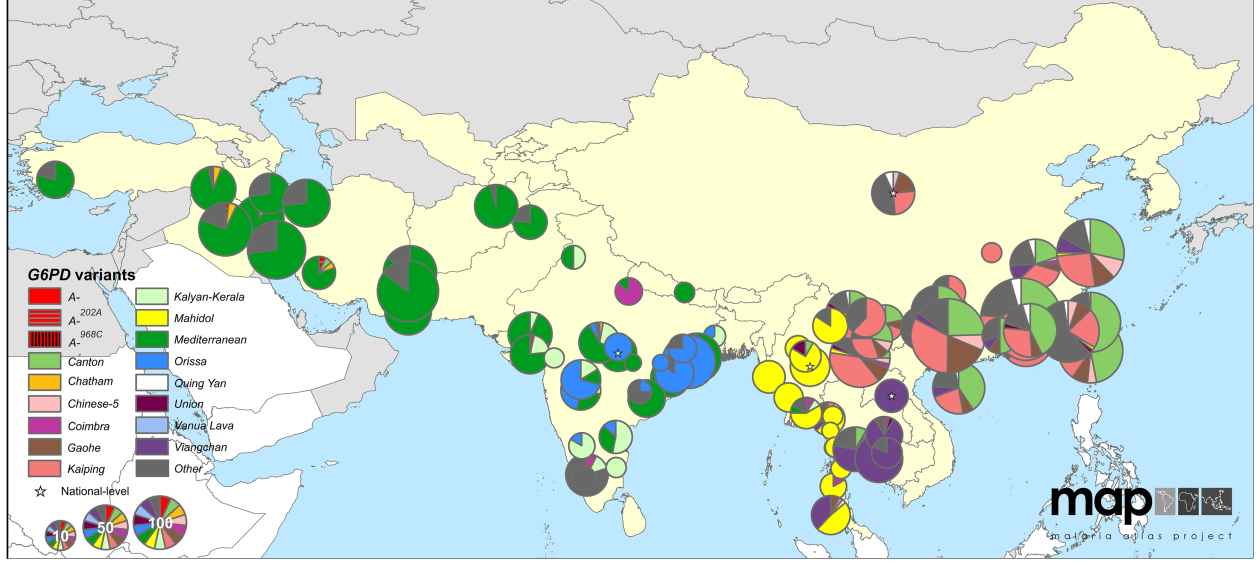 G6PD variants
A-
A- 202A
A- 968C
Canton
Chatham
Chinese-5
Coimbra
Gaohe
Kaiping
Kalyan-Kerala
Mahidol
Mediterranean
Orissa
Quing Yan
Union
Vanua Lava
Viangchan
Other
National-level
10
50
100
map
malaria atlas project